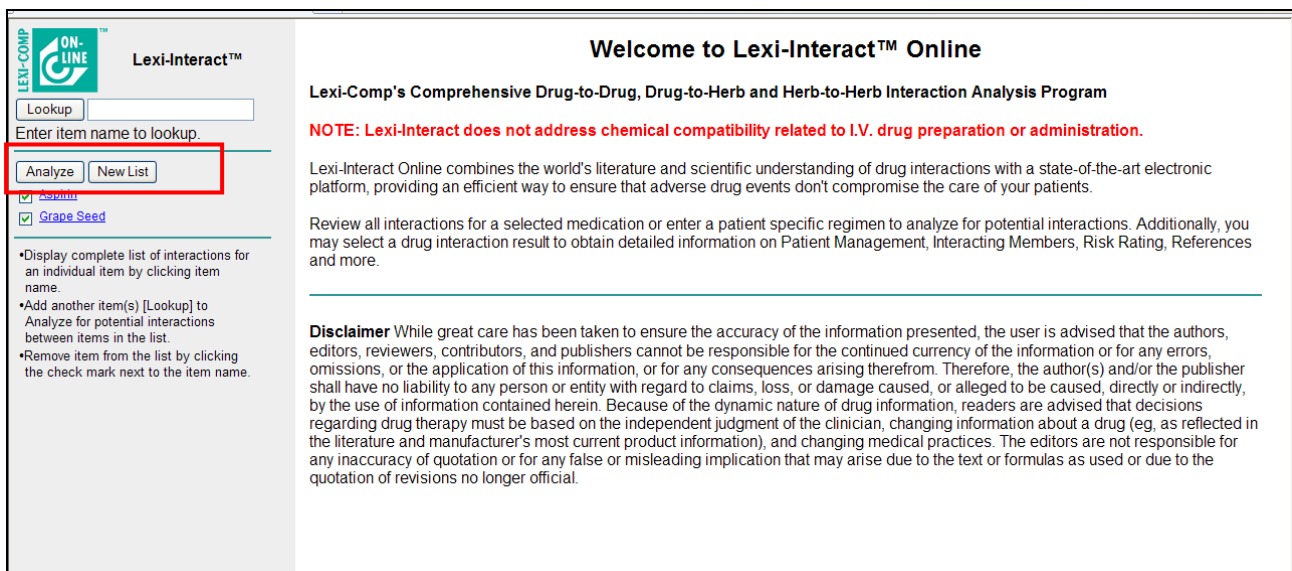 LEXI-COMP
ON-
LINE
™
Lexi-Interact™
Lookup
Enter item name to lookup.
Analyze New List
Aspirin
Grape Seed
•Display complete list of interactions for
an individual item by clicking item
name.
•Add another item(s) [Lookup] to
Analyze for potential interactions
between items in the list.
•Remove item from the list by clicking
the check mark next to the item name.
Welcome to Lexi-Interact™ Online
Lexi-Comp's Comprehensive Drug-to-Drug, Drug-to-Herb and Herb-to-Herb Interaction Analysis Program
NOTE: Lexi-Interact does not address chemical compatibility related to I.V. drug preparation or administration.
Lexi-Interact Online combines the world's literature and scientific understanding of drug interactions with a state-of-the-art electronic
platform, providing an efficient way to ensure that adverse drug events don't compromise the care of your patients.
Review all interactions for a selected medication or enter a patient specific regimen to analyze for potential interactions. Additionally, you
may select a drug interaction result to obtain detailed information on Patient Management, Interacting Members, Risk Rating, References
and more.
Disclaimer While great care has been taken to ensure the accuracy of the information presented, the user is advised that the authors,
editors, reviewers, contributors, and publishers cannot be responsible for the continued currency of the information or for any errors,
omissions, or the application of this information, or for any consequences arising therefrom. Therefore, the author(s) and/or the publisher
shall have no liability to any person or entity with regard to claims, loss, or damage caused, or alleged to be caused, directly or indirectly,
by the use of information contained herein. Because of the dynamic nature of drug information, readers are advised that decisions
regarding drug therapy must be based on the independent judgment of the clinician, changing information about a drug (eg, as reflected in
the literature and manufacturer's most current product information), and changing medical practices. The editors are not responsible for
any inaccuracy of quotation or for any false or misleading implication that may arise due to the text or formulas as used or due to the
quotation of revisions no longer official.